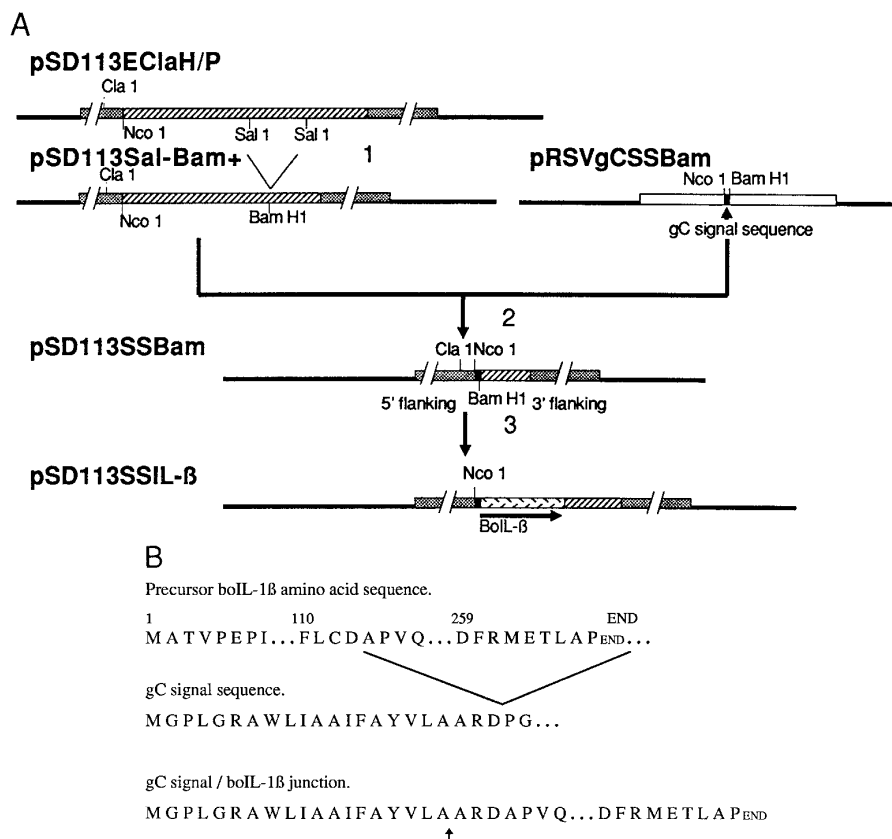 A
pSD113EClaH/P
Cla 1
Nco 1 Sal 1 Sal 1
pSD113Sal-Bam+ 1 pRSVgCSSBam
Cla 1 Nco 1 Bam H1
Nco 1 Bam H1
gC signal sequence
2
pSD113SSBam
Cla 1 Nco 1
5' flanking Bam H1 3' flanking
3
pSD113SSIL-ß
Nco 1
BoIL-ß
B
Precursor boIL-1ß amino acid sequence.
1 110 259 END
M A T V P E P I . . . F L C D A P V Q . . . D F R M E T L A P END . . .
gC signal sequence.
M G P L G R A W L I A A I F A Y V L A A R D P G . . .
gC signal / boIL-1ß junction.
M G P L G R A W L I A A I F A Y V L A A R D A P V Q . . . D F R M E T L A P END